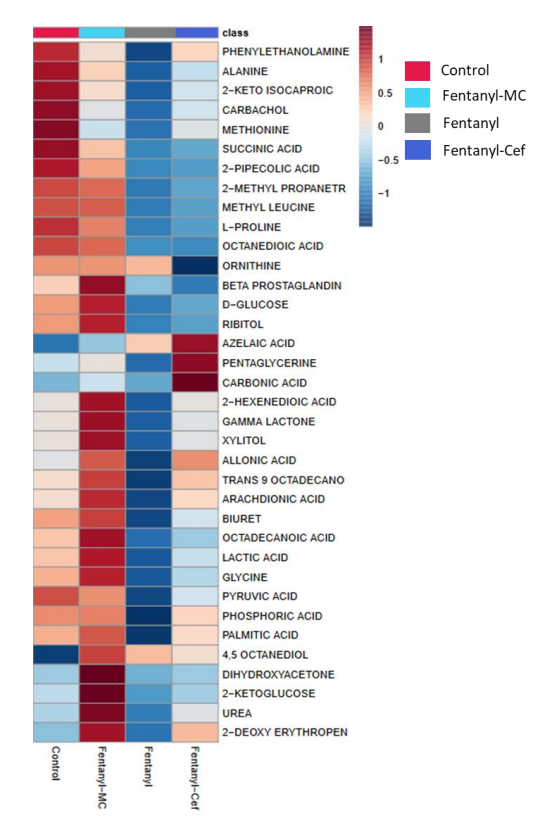 class
PHENYLETHANOLAMINE
ALANINE
2−KETO ISOCAPROIC
CARBACHOL
METHIONINE
SUCCINIC ACID
2−PIPECOLIC ACID
2−METHYL PROPANETR
METHYL LEUCINE
L−PROLINE
OCTANEDIOIC ACID
ORNITHINE
BETA PROSTAGLANDIN
D−GLUCOSE
RIBITOL
AZELAIC ACID
PENTAGLYCERINE
CARBONIC ACID
2−HEXENEDIOIC ACID
GAMMA LACTONE
XYLITOL
ALLONIC ACID
TRANS 9 OCTADECANO
ARACHDIONIC ACID
BIURET
OCTADECANOIC ACID
LACTIC ACID
GLYCINE
PYRUVIC ACID
PHOSPHORIC ACID
PALMITIC ACID
4,5 OCTANEDIOL
DIHYDROXYACETONE
2−KETOGLUCOSE
UREA
2−DEOXY ERYTHROPEN
1
0.5
0
−0.5
−1
Control
Fentanyl-MC
Fentanyl
Fentanyl-Cef
Control
Fentanyl−MC
Fentanyl
Fentanyl−Cef